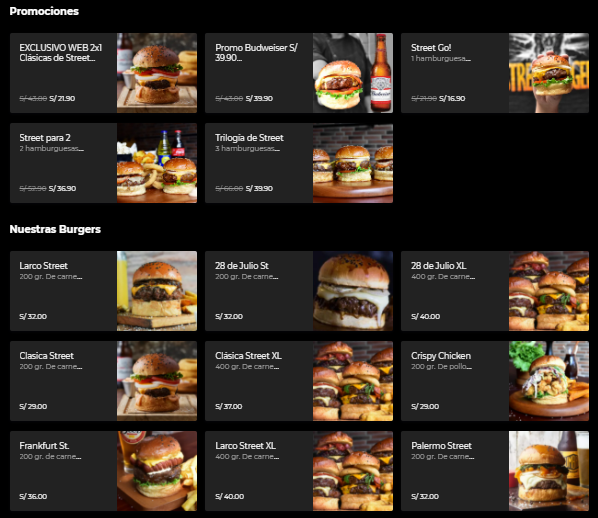 Promociones
EXCLUSIVO WEB 2x1
Clásicas de Street...
S/ 43.00 S/ 21.90
Promo Budweiser S/
39.90...
S/ 43.00 S/ 39.90
Street Go!
1 hamburguesa...
S/ 21.90 S/ 16.90
Street para 2
2 hamburguesas...
S/ 52.90 S/ 36.90
Trilogía de Street
3 hamburguesas...
S/ 66.00 S/ 39.90
Nuestras Burgers
Larco Street
200 gr. De carne...
S/ 32.00
28 de Julio St
200 gr. De carne...
S/ 32.00
28 de Julio XL
400 gr. De carne...
S/ 40.00
Clasica Street
200 gr. De carne...
S/ 29.00
Clásica Street XL
400 gr. De carne...
S/ 37.00
Crispy Chicken
200 gr. De pollo...
S/ 29.00
Frankfurt St.
200 gr. de carne...
S/ 36.00
Larco Street XL
400 gr. De carne...
S/ 40.00
Palermo Street
200 gr. De carne...
S/ 32.00